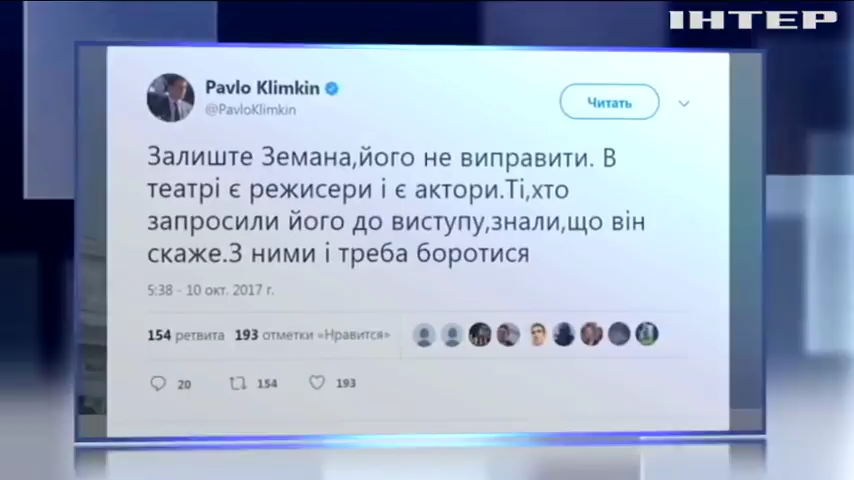 ІНТЕР
Pavlo Klimkin
@PavloKlimkin
Читать
Залиште Земана,його не виправити. В
театрі є режисери і є актори.Ті,хто
запросили його до виступу,знали,що він
скаже.З ними і треба боротися
5:38 - 10 окт. 2017 г.
154 ретвита 193 отметки «Нравится»
20 154 193